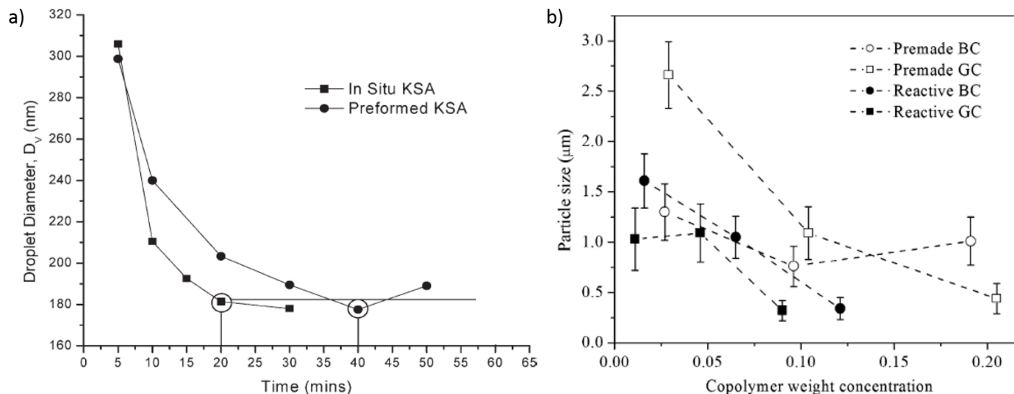 a)
320
300
280
260
240
220
200
180
160
Droplet Diameter, D_V (nm)
In Situ KSA
Preformed KSA
0 5 10 15 20 25 30 35 40 45 50 55 60 65
Time (mins)
b)
3.0
2.5
2.0
1.5
1.0
0.5
0.0
Particle size (μm)
Premade BC
Premade GC
Reactive BC
Reactive GC
0.00 0.05 0.10 0.15 0.20
Copolymer weight concentration